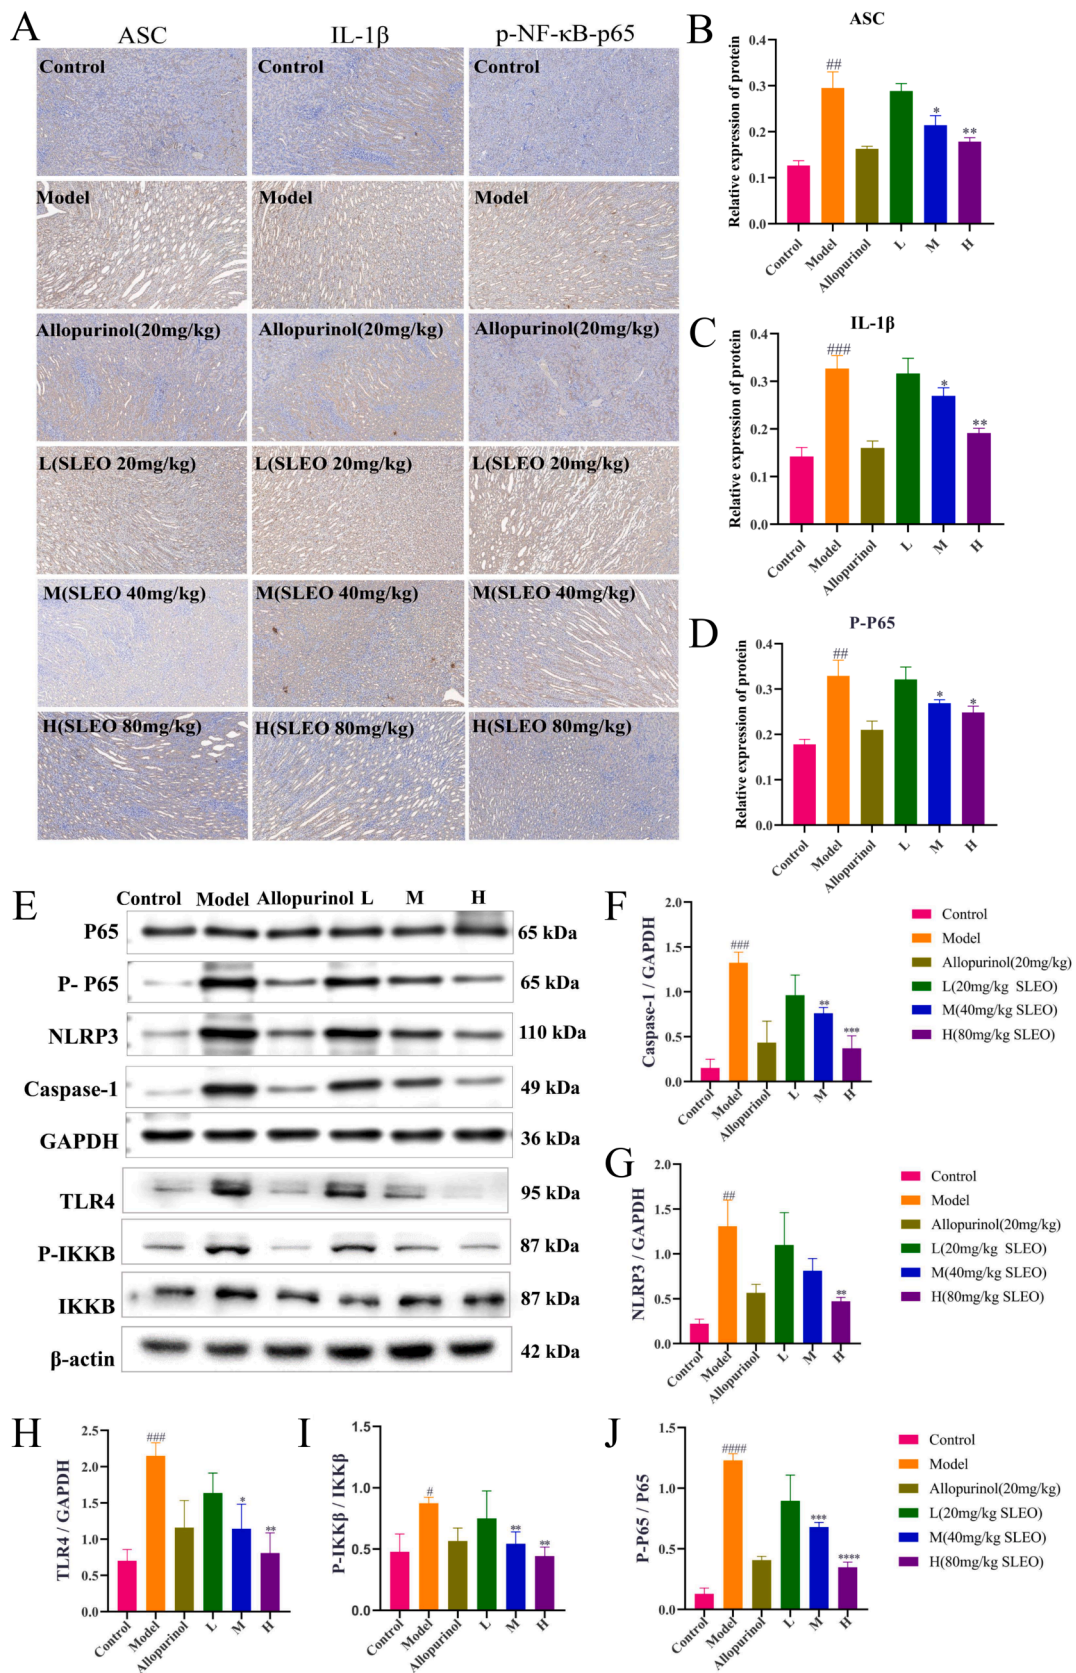 A
ASC
IL-1β
p-NF-κB-p65
Control
Control
Control
Model
Model
Model
Allopurinol(20mg/kg)
Allopurinol(20mg/kg)
Allopurinol(20mg/kg)
L(SLEO 20mg/kg)
L(SLEO 20mg/kg)
L(SLEO 20mg/kg)
M(SLEO 40mg/kg)
M(SLEO 40mg/kg)
M(SLEO 40mg/kg)
H(SLEO 80mg/kg)
H(SLEO 80mg/kg)
H(SLEO 80mg/kg)
B
ASC
Relative expression of protein
0.4
0.3
0.2
0.1
0.0
##
*
**
Control
Model
Allopurinol
L
M
H
C
IL-1β
Relative expression of protein
0.4
0.3
0.2
0.1
0.0
###
*
**
Control
Model
Allopurinol
L
M
H
D
P-P65
Relative expression of protein
0.4
0.3
0.2
0.1
0.0
##
*
*
Control
Model
Allopurinol
L
M
H
E
Control Model Allopurinol L M H
P65 65 kDa
P- P65 65 kDa
NLRP3 110 kDa
Caspase-1 49 kDa
GAPDH 36 kDa
TLR4 95 kDa
P-IKKB 87 kDa
IKKB 87 kDa
β-actin 42 kDa
F
Caspase-1 / GAPDH
2.0
1.5
1.0
0.5
0.0
###
**
***
Control
Model
Allopurinol
L
M
H
Control
Model
Allopurinol(20mg/kg)
L(20mg/kg SLEO)
M(40mg/kg SLEO)
H(80mg/kg SLEO)
G
NLRP3 / GAPDH
2.0
1.5
1.0
0.5
0.0
##
**
Control
Model
Allopurinol
L
M
H
Control
Model
Allopurinol(20mg/kg)
L(20mg/kg SLEO)
M(40mg/kg SLEO)
H(80mg/kg SLEO)
H
TLR4 / GAPDH
2.5
2.0
1.5
1.0
0.5
0.0
###
*
**
Control
Model
Allopurinol
L
M
H
I
P-IKKβ / IKKβ
1.5
1.0
0.5
0.0
#
**
**
Control
Model
Allopurinol
L
M
H
J
P-P65 / P65
1.5
1.0
0.5
0.0
####
***
****
Control
Model
Allopurinol
L
M
H
Control
Model
Allopurinol(20mg/kg)
L(20mg/kg SLEO)
M(40mg/kg SLEO)
H(80mg/kg SLEO)